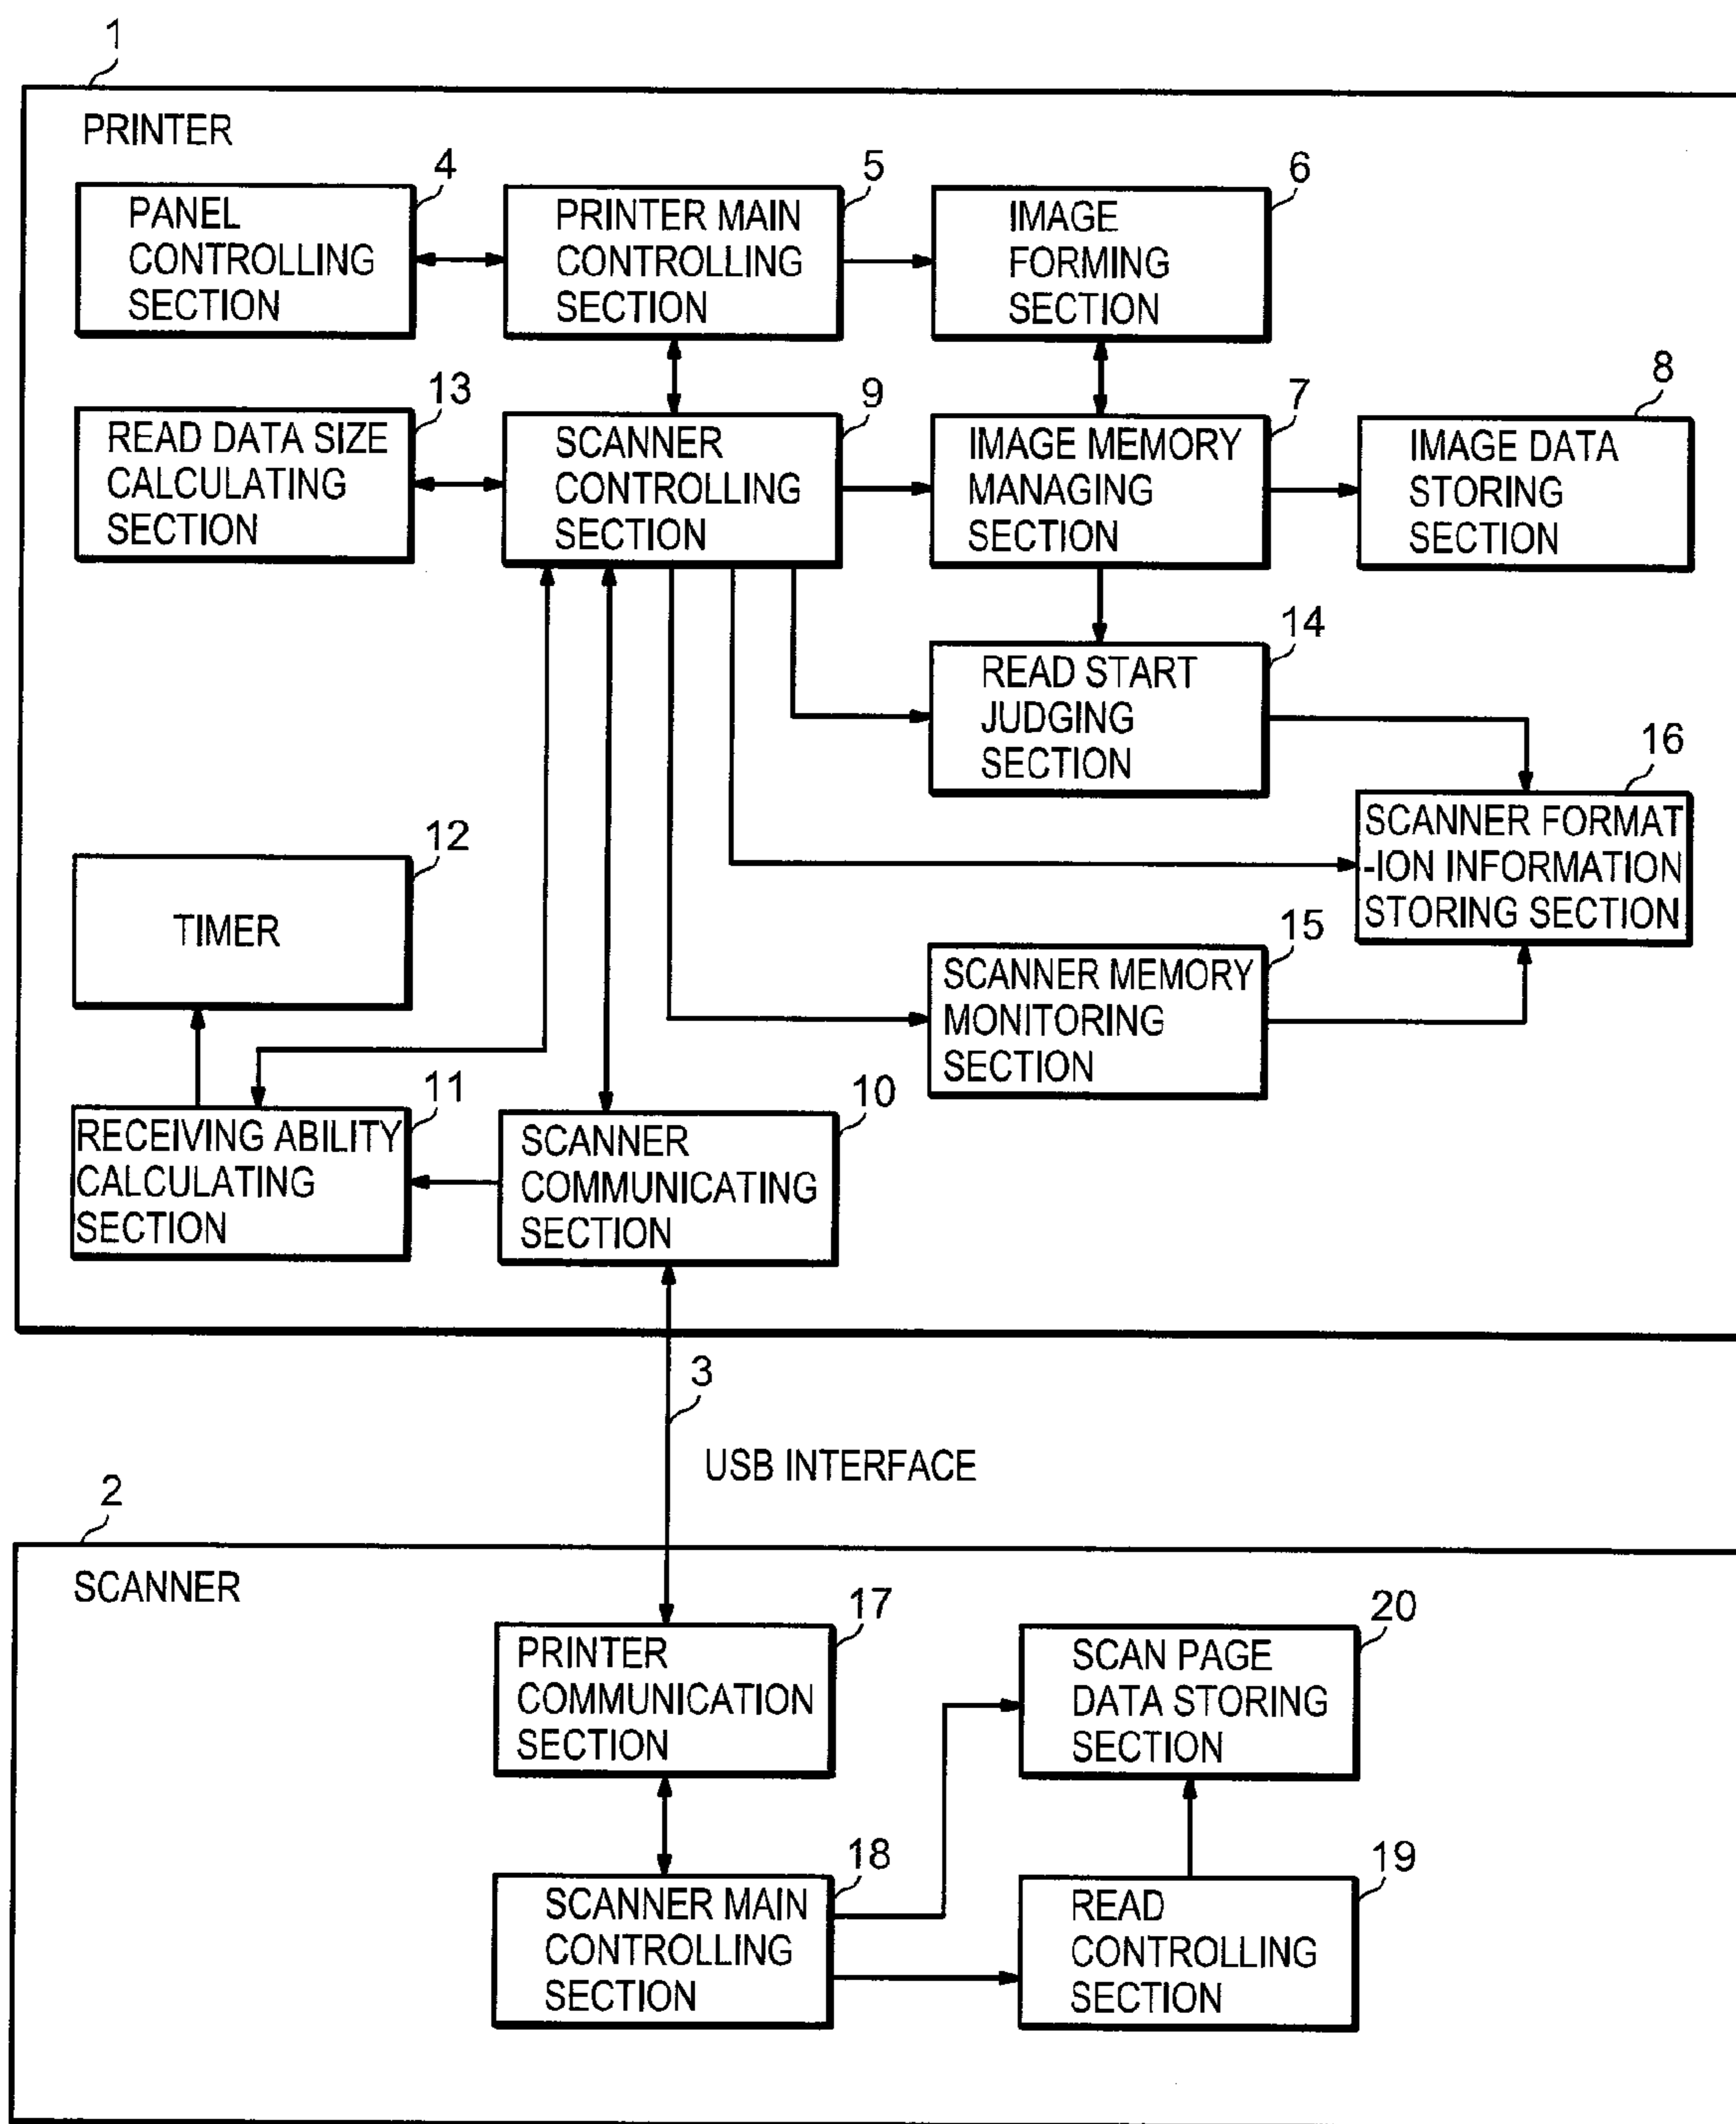 1
PRINTER
4
PANEL
CONTROLLING
SECTION
5
PRINTER MAIN
CONTROLLING
SECTION
6
IMAGE
FORMING
SECTION
13
READ DATA SIZE
CALCULATING
SECTION
9
SCANNER
CONTROLLING
SECTION
7
IMAGE MEMORY
MANAGING
SECTION
8
IMAGE DATA
STORING
SECTION
14
READ START
JUDGING
SECTION
16
SCANNER FORMAT
-ION INFORMATION
STORING SECTION
12
TIMER
15
SCANNER MEMORY
MONITORING
SECTION
11
RECEIVING ABILITY
CALCULATING
SECTION
10
SCANNER
COMMUNICATING
SECTION
3
USB INTERFACE
2
SCANNER
17
PRINTER
COMMUNICATION
SECTION
20
SCAN PAGE
DATA STORING
SECTION
18
SCANNER MAIN
CONTROLLING
SECTION
19
READ
CONTROLLING
SECTION